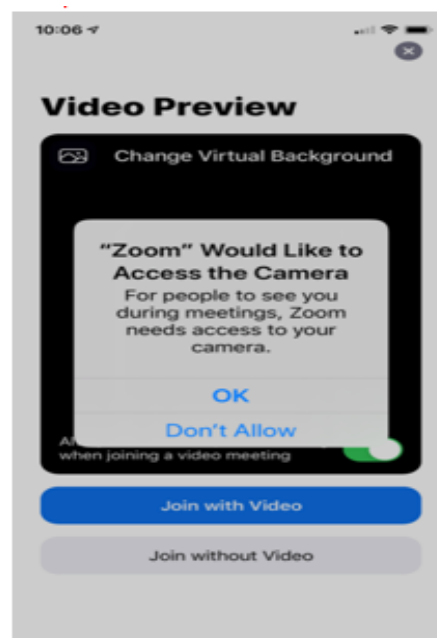 10:06
Video Preview
Change Virtual Background
"Zoom" Would Like to
Access the Camera
For people to see you
during meetings, Zoom
needs access to your
camera.
OK
Don't Allow
when joining a video meeting
Join with Video
Join without Video